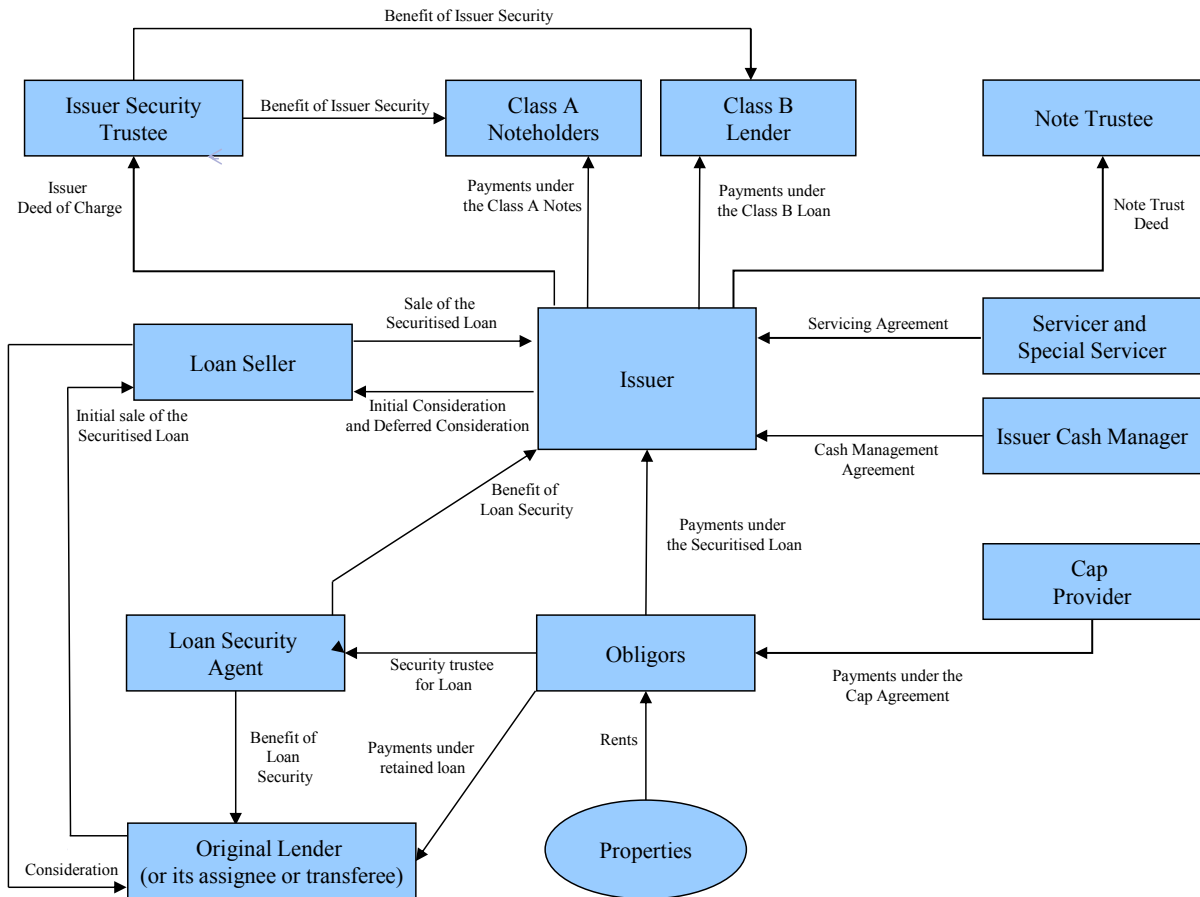 Benefit of Issuer Security
Issuer Security
Trustee
Benefit of Issuer Security
Class A
Noteholders
Class B
Lender
Note Trustee
Issuer
Deed of Charge
Payments under
the Class A Notes
Payments under
the Class B Loan
Note Trust
Deed
Sale of the
Securitised Loan
Loan Seller
Issuer
Servicing Agreement
Servicer and
Special Servicer
Initial sale of the
Securitised Loan
Initial Consideration
and Deferred Consideration
Cash Management
Agreement
Issuer Cash Manager
Benefit of
Loan Security
Payments under
the Securitised Loan
Cap
Provider
Loan Security
Agent
Security trustee
for Loan
Obligors
Payments under the
Cap Agreement
Benefit of
Loan
Security
Payments under
retained loan
Rents
Consideration
Original Lender
(or its assignee or transferee)
Properties